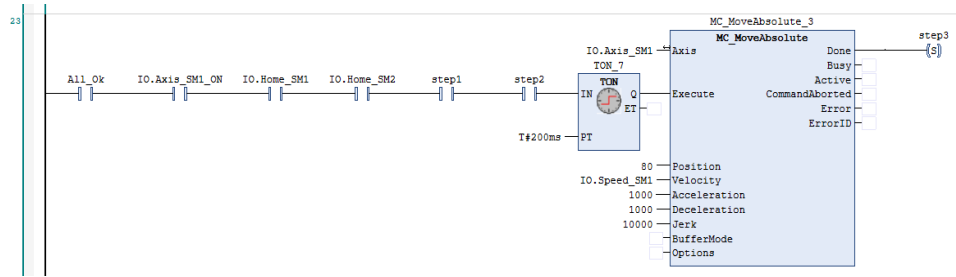 23
MC_MoveAbsolute_3
MC_MoveAbsolute
step3
IO.Axis_SM1
Axis
Done
(S)
TON_7
Busy
All_Ok
IO.Axis_SM1_ON
IO.Home_SM1
IO.Home_SM2
step1
step2
TON
Active
IN
Q
Execute
CommandAborted
ET
Error
ErrorID
T#200ms
PT
80
Position
IO.Speed_SM1
Velocity
1000
Acceleration
1000
Deceleration
10000
Jerk
BufferMode
Options